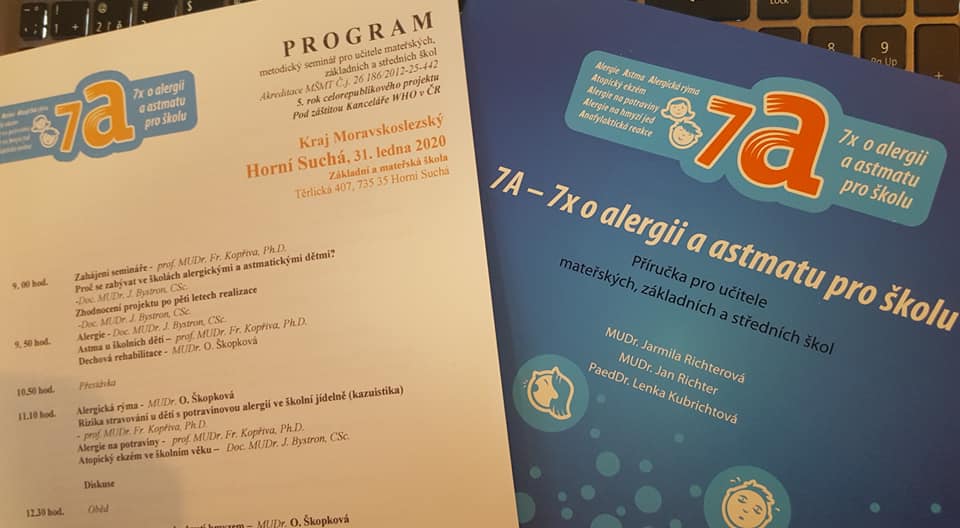 7a
7x o alergii
a astmatu
pro školu
PROGRAM
metodický seminář pro učitele mateřských,
základních a středních škol
Akreditace MŠMT Č.j. 26 186/2012-25-442
5. rok celorepublikového projektu
Pod záštitou Kanceláře WHO v ČR
Kraj Moravskoslezský
Horní Suchá, 31. ledna 2020
Základní a mateřská škola
Těrlická 407, 735 35 Horní Suchá
9. 00 hod.
Zahájení semináře - prof. MUDr. Fr. Kopřiva, Ph.D.
Proč se zabývat ve školách alergickými a astmatickými dětmi?
-Doc. MUDr. J. Bystron, CSc.
Zhodnocení projektu po pěti letech realizace
-Doc. MUDr. J. Bystron, CSc.
9. 50 hod.
Alergie - Doc. MUDr. J. Bystron, CSc.
Astma u školních dětí – prof. MUDr. Fr. Kopřiva, Ph.D.
Dechová rehabilitace - MUDr. O. Škopková
10.50 hod.
Přestávka
11.10 hod.
Alergická rýma - MUDr. O. Škopková
Rizika stravování u dětí s potravinovou alergií ve školní jídelně (kazuistika)
- prof. MUDr. Fr. Kopřiva, Ph.D.
Alergie na potraviny - prof. MUDr. Fr. Kopřiva, Ph.D.
Atopický ekzém ve školním věku – Doc. MUDr. J. Bystron, CSc.
Diskuse
12.30 hod.
Oběd
hmyzem – MUDr. O. Škopková
Alergie Astma Alergická rýma
Atopický ekzém
Alergie na potraviny
Alergie na hmyzí jed
Anafylaktická reakce
7a
7x o alergii
a astmatu
pro školu
7A – 7x o alergii a astmatu pro školu
Příručka pro učitele
mateřských, základních a středních škol
MUDr. Jarmila Richterová
MUDr. Jan Richter
PaedDr. Lenka Kubrichtová